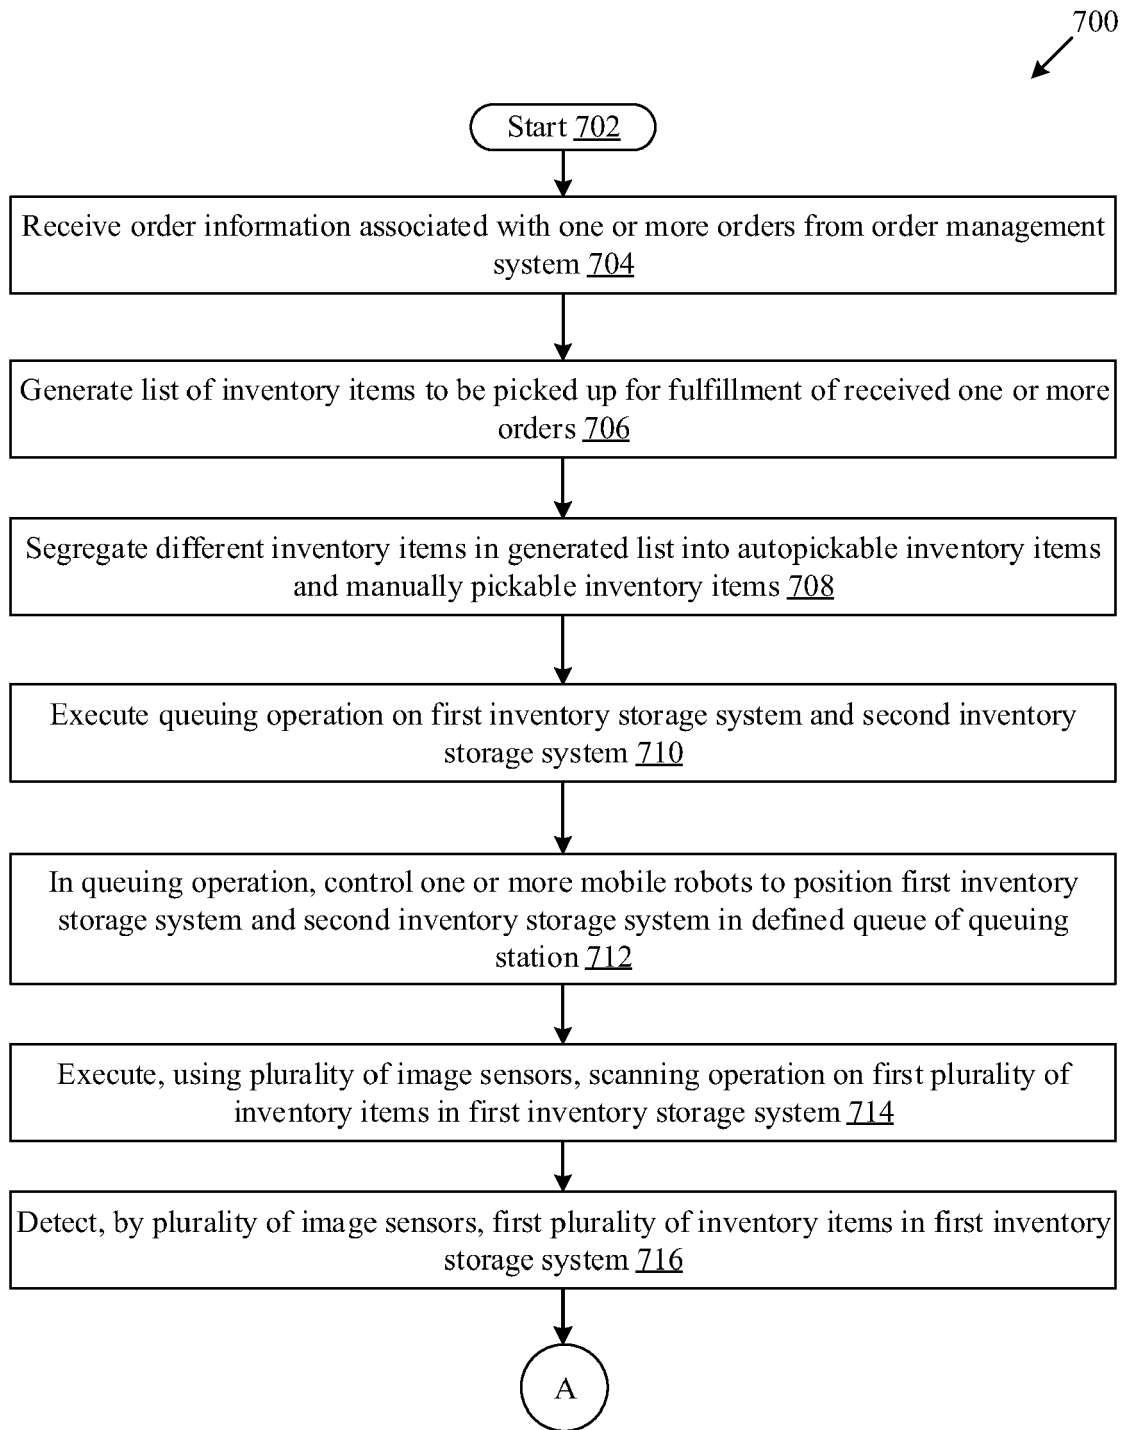 700
Start 702
Receive order information associated with one or more orders from order management
system 704
Generate list of inventory items to be picked up for fulfillment of received one or more
orders 706
Segregate different inventory items in generated list into autopickable inventory items
and manually pickable inventory items 708
Execute queuing operation on first inventory storage system and second inventory
storage system 710
In queuing operation, control one or more mobile robots to position first inventory
storage system and second inventory storage system in defined queue of queuing
station 712
Execute, using plurality of image sensors, scanning operation on first plurality of
inventory items in first inventory storage system 714
Detect, by plurality of image sensors, first plurality of inventory items in first inventory
storage system 716
A